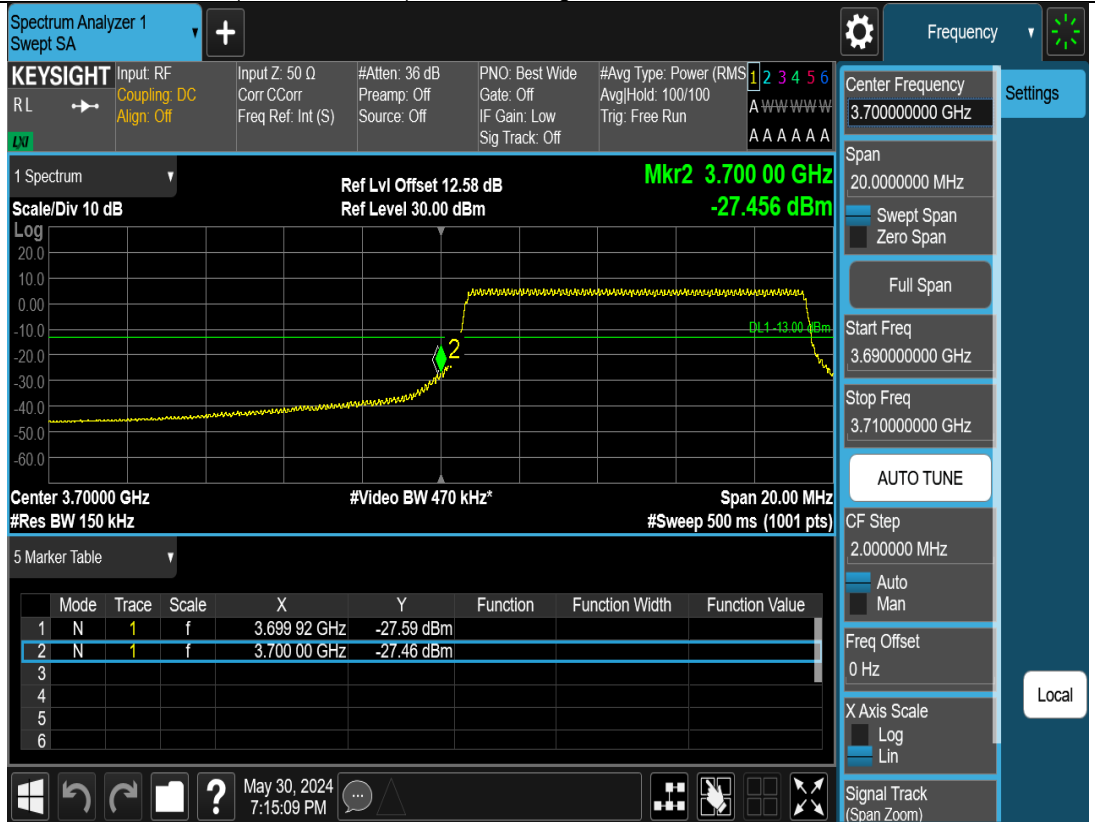 Spectrum Analyzer 1
Swept SA
+
Frequency
KEYSIGHT
R L
LXI
Input: RF
Coupling: DC
Align: Off
Input Z: 50 Ω
Corr CCorr
Freq Ref: Int (S)
#Atten: 36 dB
Preamp: Off
Source: Off
PNO: Best Wide
Gate: Off
IF Gain: Low
Sig Track: Off
#Avg Type: Power (RMS
Avg|Hold: 100/100
Trig: Free Run
1 2 3 4 5 6
A W W W W W
A A A A A A
1 Spectrum
Scale/Div 10 dB
Ref Lvl Offset 12.58 dB
Ref Level 30.00 dBm
Mkr2 3.700 00 GHz
-27.456 dBm
Log
20.0
10.0
0.00
-10.0
-20.0
-30.0
-40.0
-50.0
-60.0
DL1 -13.00 dBm
2
Center 3.70000 GHz
#Video BW 470 kHz*
Span 20.00 MHz
#Res BW 150 kHz
#Sweep 500 ms (1001 pts)
5 Marker Table
Mode Trace Scale X Y Function Function Width Function Value
1 N 1 f 3.699 92 GHz -27.59 dBm
2 N 1 f 3.700 00 GHz -27.46 dBm
3
4
5
6
May 30, 2024
7:15:09 PM
?
Center Frequency
3.700000000 GHz
Settings
Span
20.0000000 MHz
Swept Span
Zero Span
Full Span
Start Freq
3.690000000 GHz
Stop Freq
3.710000000 GHz
AUTO TUNE
CF Step
2.000000 MHz
Auto
Man
Freq Offset
0 Hz
Local
X Axis Scale
Log
Lin
Signal Track
(Span Zoom)